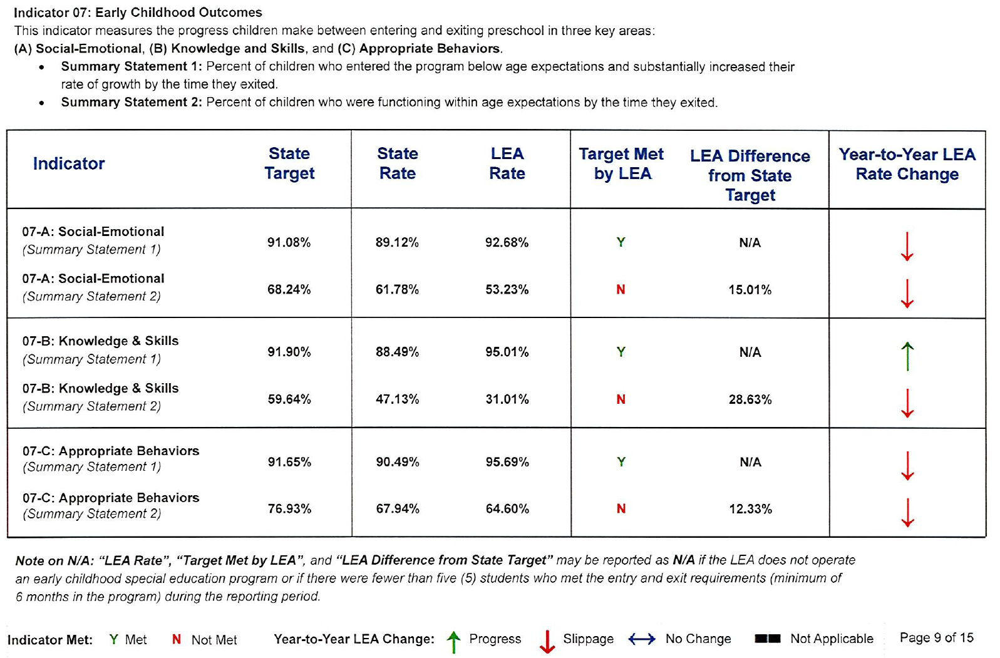 Indicator 07: Early Childhood Outcomes
This indicator measures the progress children make between entering and exiting preschool in three key areas:
(A) Social-Emotional, (B) Knowledge and Skills, and (C) Appropriate Behaviors.
• Summary Statement 1: Percent of children who entered the program below age expectations and substantially increased their
rate of growth by the time they exited.
• Summary Statement 2: Percent of children who were functioning within age expectations by the time they exited.
Indicator State Target State Rate LEA Rate Target Met by LEA LEA Difference from State Target Year-to-Year LEA Rate Change
07-A: Social-Emotional
(Summary Statement 1) 91.08% 89.12% 92.68% Y N/A ↓
07-A: Social-Emotional
(Summary Statement 2) 68.24% 61.78% 53.23% N 15.01% ↓
07-B: Knowledge & Skills
(Summary Statement 1) 91.90% 88.49% 95.01% Y N/A ↑
07-B: Knowledge & Skills
(Summary Statement 2) 59.64% 47.13% 31.01% N 28.63% ↓
07-C: Appropriate Behaviors
(Summary Statement 1) 91.65% 90.49% 95.69% Y N/A ↓
07-C: Appropriate Behaviors
(Summary Statement 2) 76.93% 67.94% 64.60% N 12.33% ↓
Note on N/A: “LEA Rate”, “Target Met by LEA”, and “LEA Difference from State Target” may be reported as N/A if the LEA does not operate
an early childhood special education program or if there were fewer than five (5) students who met the entry and exit requirements (minimum of
6 months in the program) during the reporting period.
Indicator Met: Y Met N Not Met Year-to-Year LEA Change: ↑ Progress ↓ Slippage ↔ No Change ■■ Not Applicable Page 9 of 15